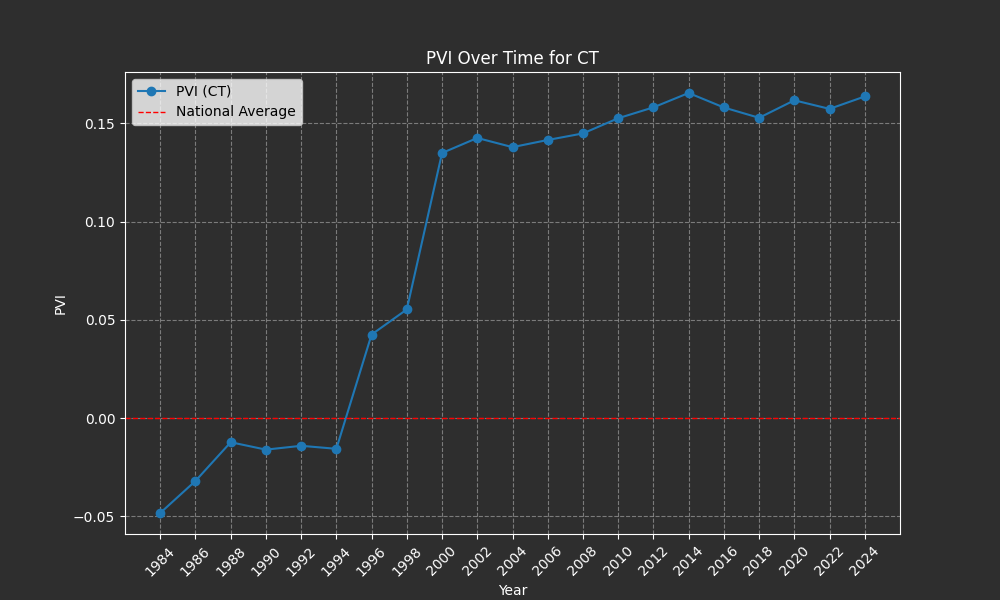 PVI Over Time for CT
PVI (CT)
National Average
0.15
0.10
0.05
0.00
−0.05
PVI
1984 1986 1988 1990 1992 1994 1996 1998 2000 2002 2004 2006 2008 2010 2012 2014 2016 2018 2020 2022 2024
Year